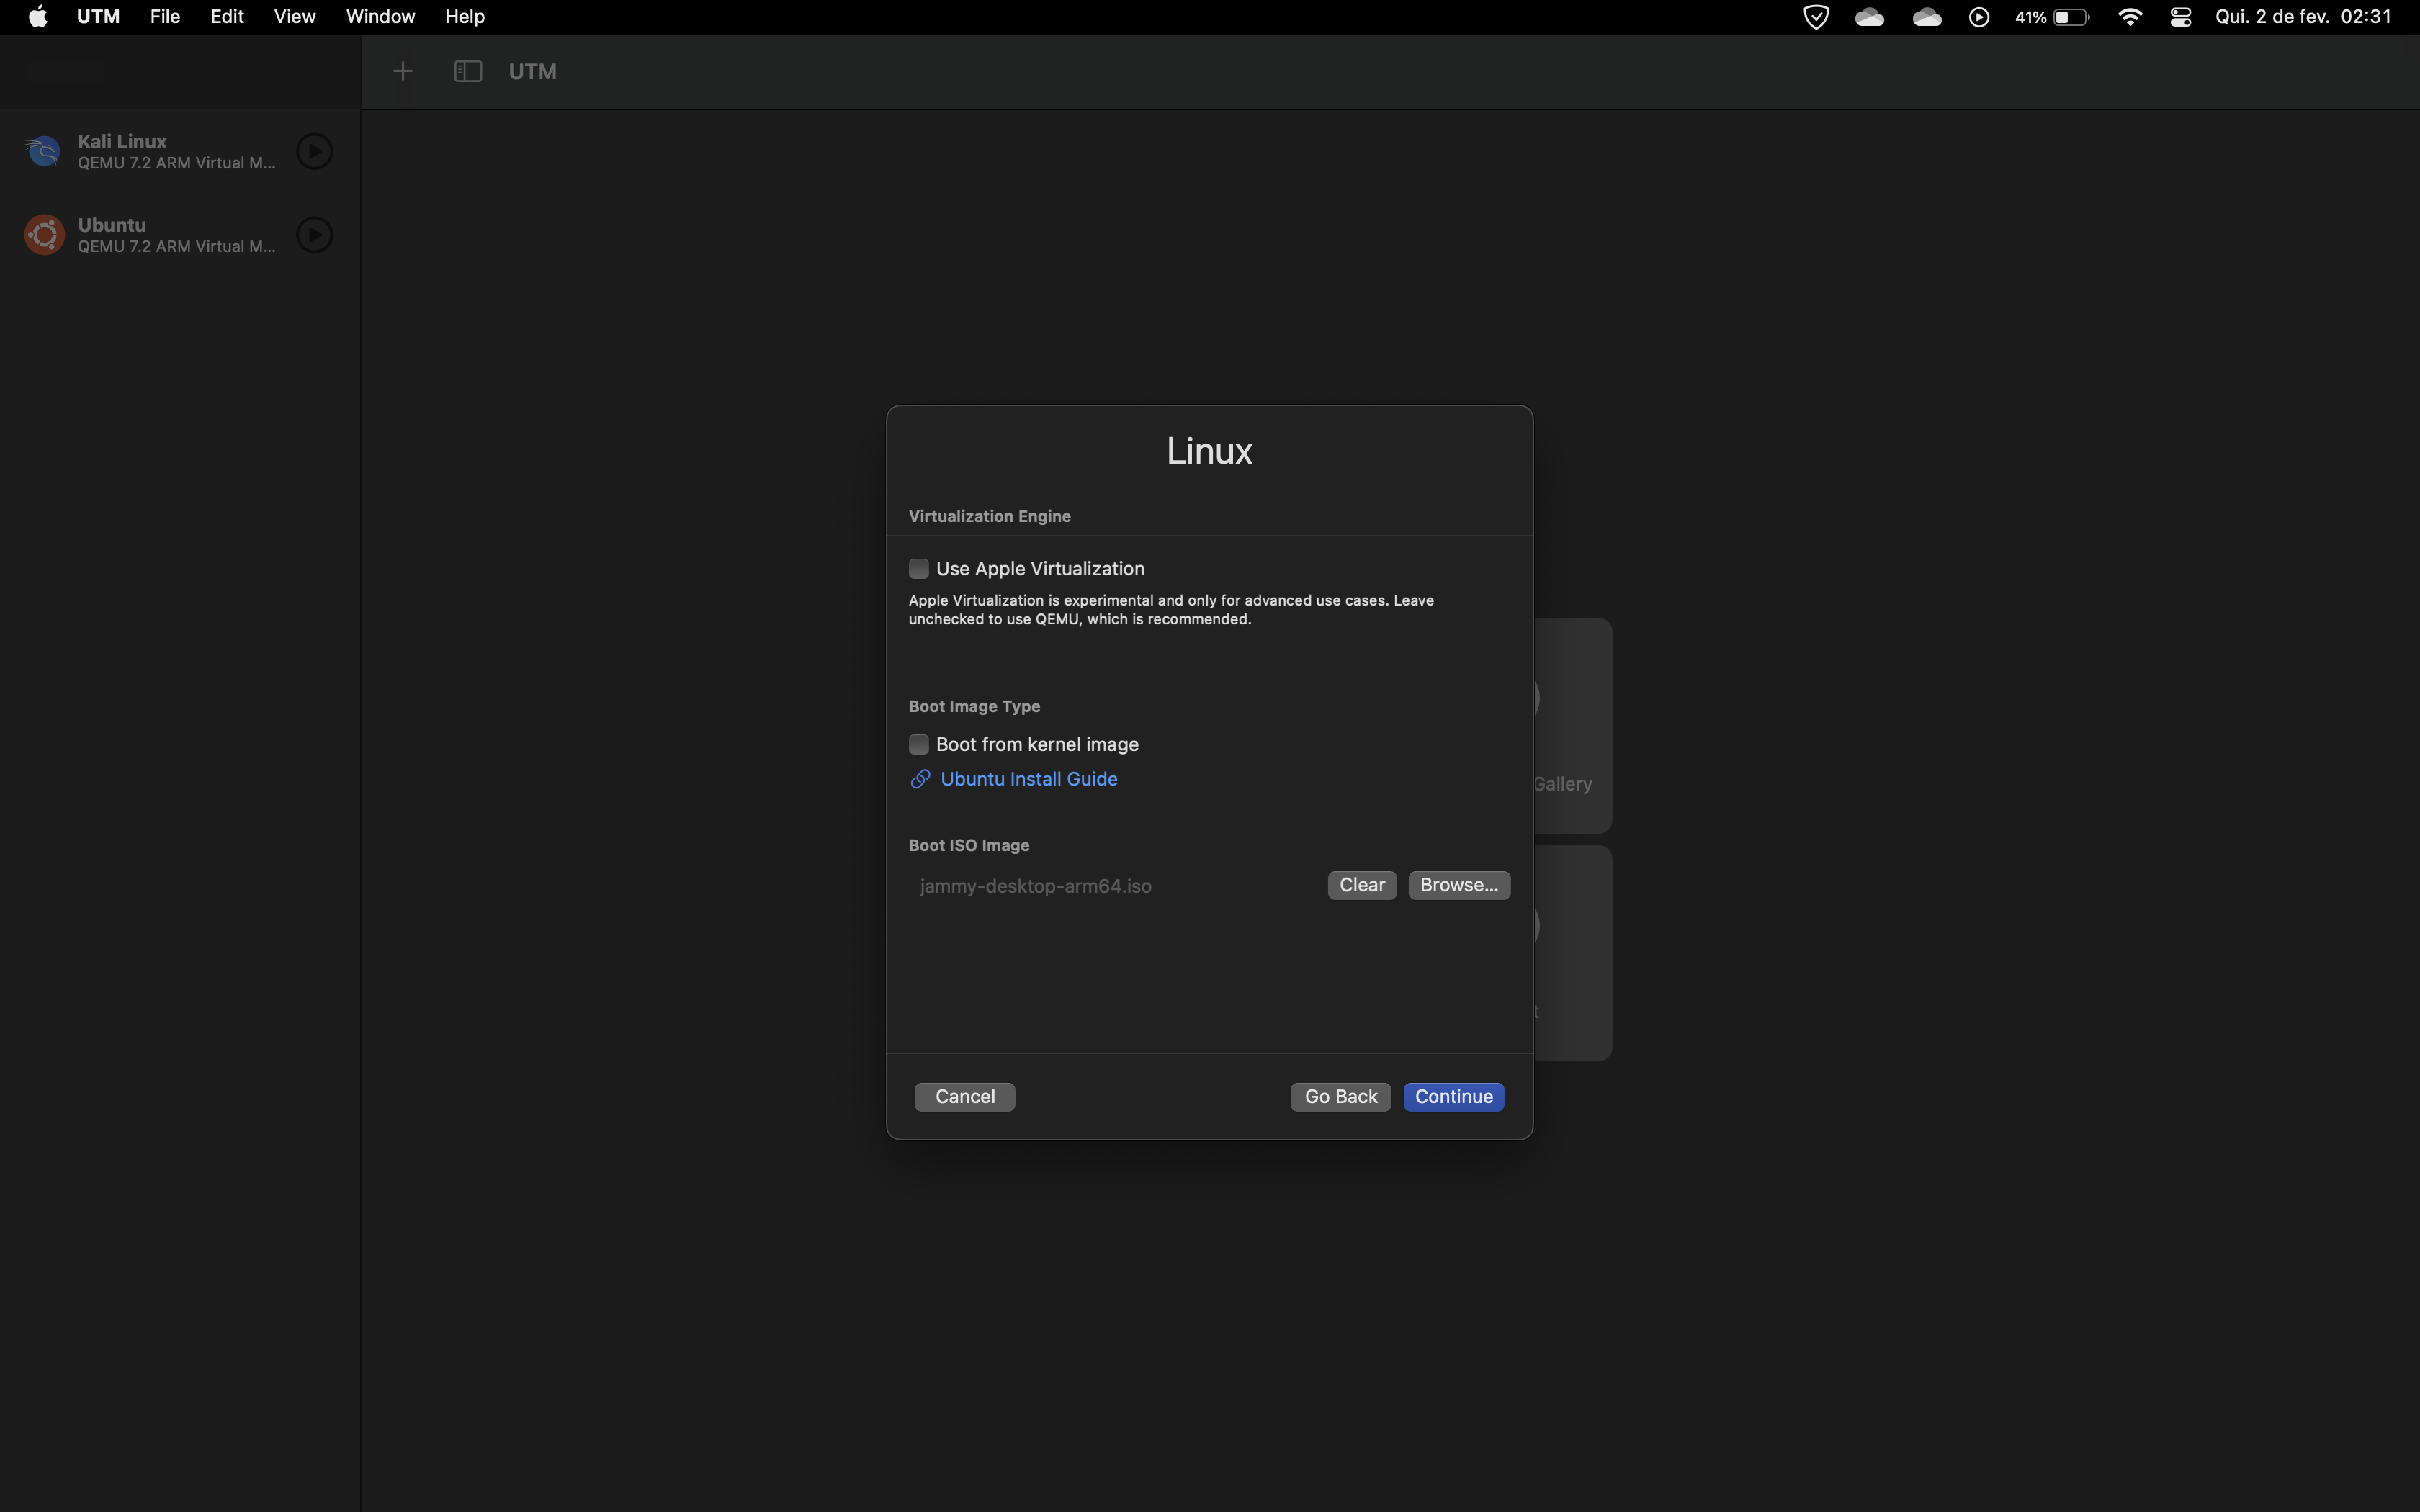 UTM File Edit View Window Help 41% Qui. 2 de fev. 02:31
UTM
Kali Linux
QEMU 7.2 ARM Virtual M...
Ubuntu
QEMU 7.2 ARM Virtual M...
Linux
Virtualization Engine
Use Apple Virtualization
Apple Virtualization is experimental and only for advanced use cases. Leave
unchecked to use QEMU, which is recommended.
Boot Image Type
Boot from kernel image
Ubuntu Install Guide
Gallery
Boot ISO Image
jammy-desktop-arm64.iso Clear Browse...
t
Cancel Go Back Continue